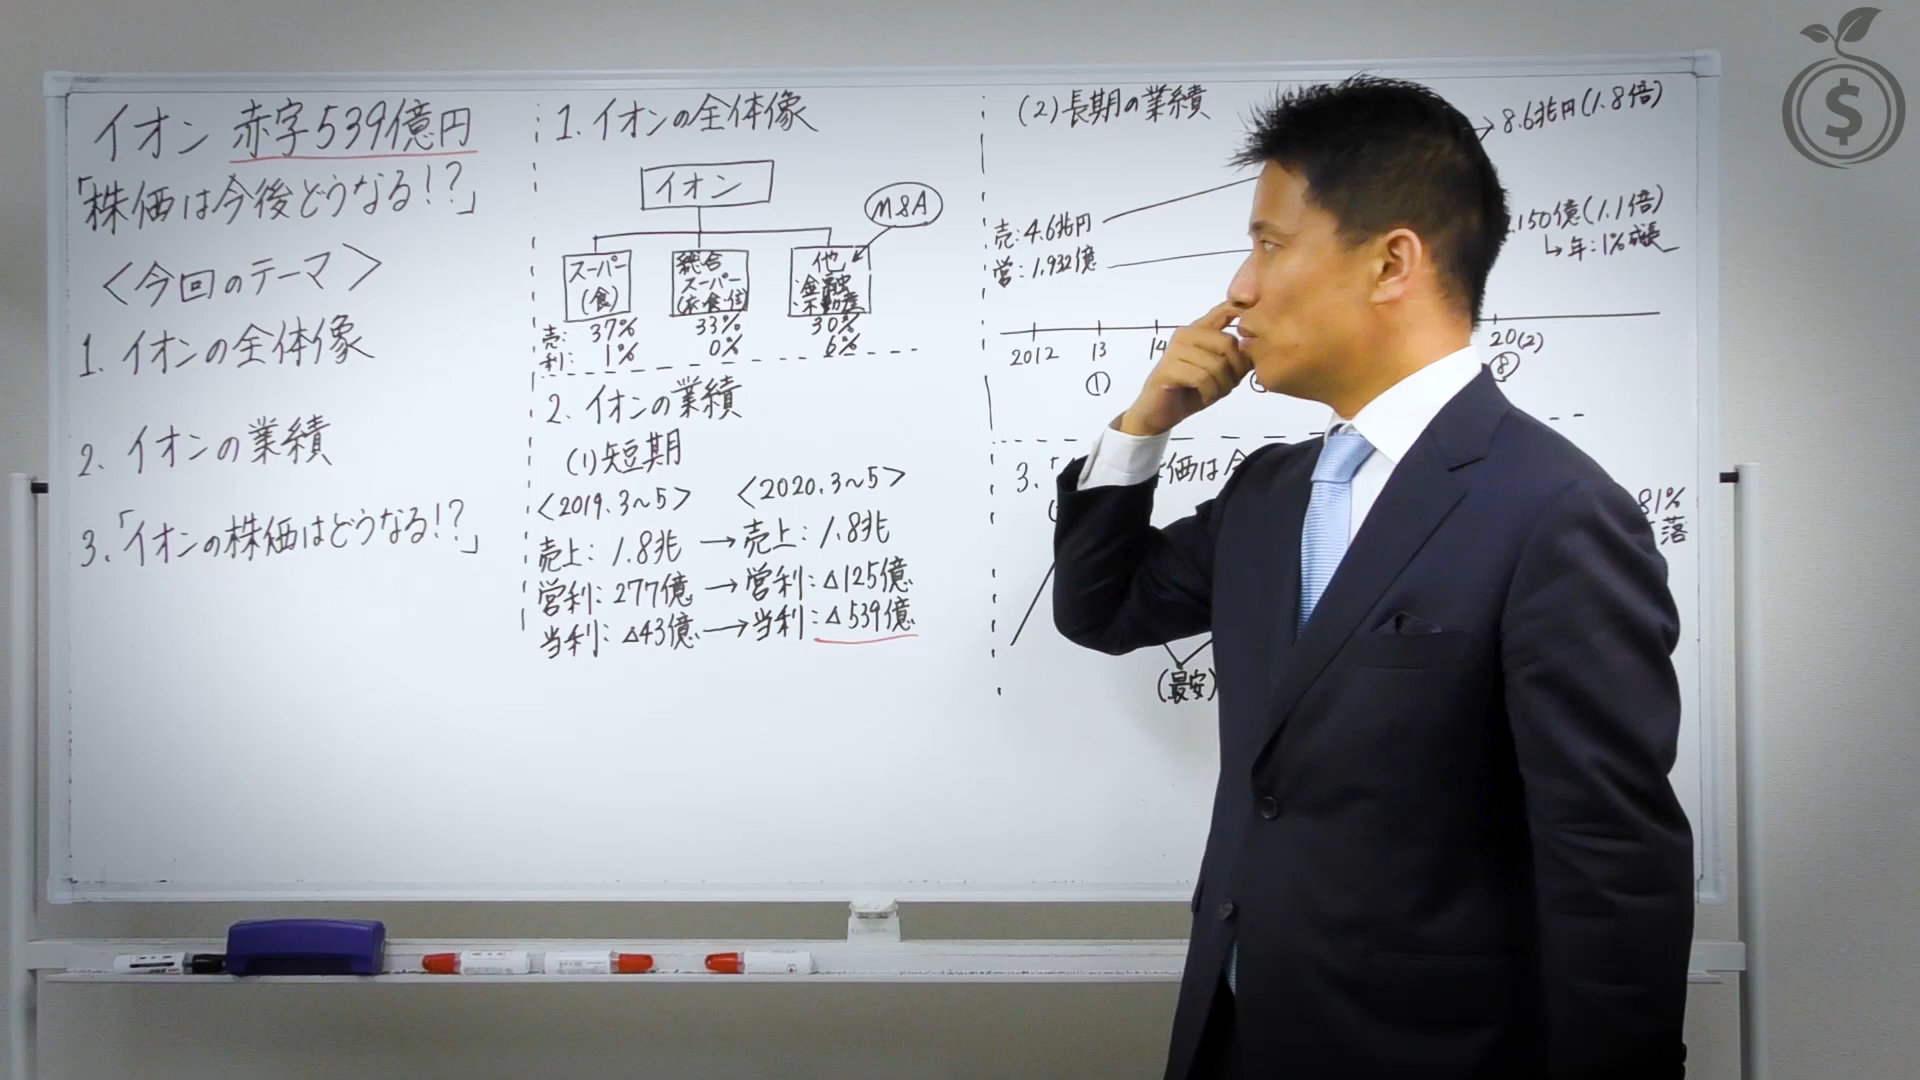 イオン 赤字539億円
「株価は今後どうなる!?」
<今回のテーマ>
1. イオンの全体像
2. イオンの業績
3.「イオンの株価はどうなる!?」
1. イオンの全体像
イオン
M&A
スーパー
(食)
総合
スーパー
(衣・食・住)
他
・金融
・不動産
売: 37% 33% 30%
利: 1% 0% 6%
2. イオンの業績
(1)短期
<2019.3~5> <2020.3~5>
売上: 1.8兆 → 売上: 1.8兆
営利: 277億 → 営利: △125億
当利: △43億 → 当利: △539億
(2)長期の業績
8.6兆円(1.8倍)
売: 4.6兆円
営: 1.932億
150億(1.1倍)
↳年: 1%成長
2012 13 14 20(2)
① ⑧
3.「 価は今
81%
落
(最安)
$